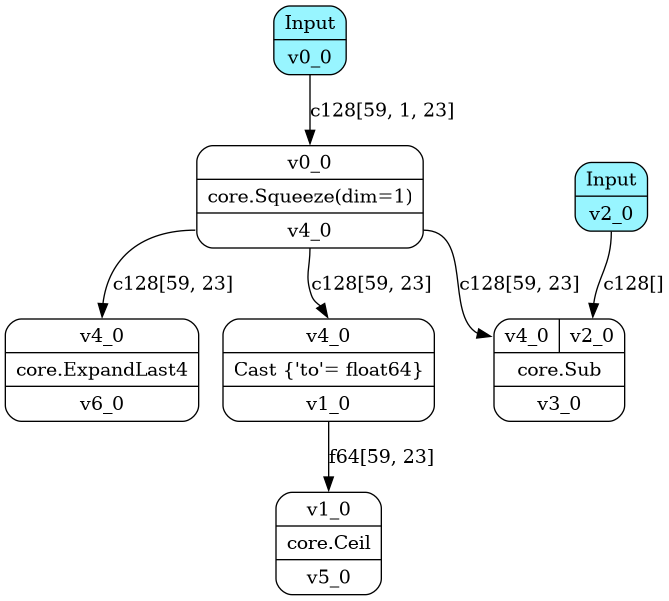 Input
v0_0
c128[59, 1, 23]
v0_0
core.Squeeze(dim=1)
v4_0
Input
v2_0
c128[59, 23]
c128[59, 23]
c128[59, 23]
c128[]
v4_0
core.ExpandLast4
v6_0
v4_0
Cast {'to'= float64}
v1_0
v4_0 v2_0
core.Sub
v3_0
f64[59, 23]
v1_0
core.Ceil
v5_0